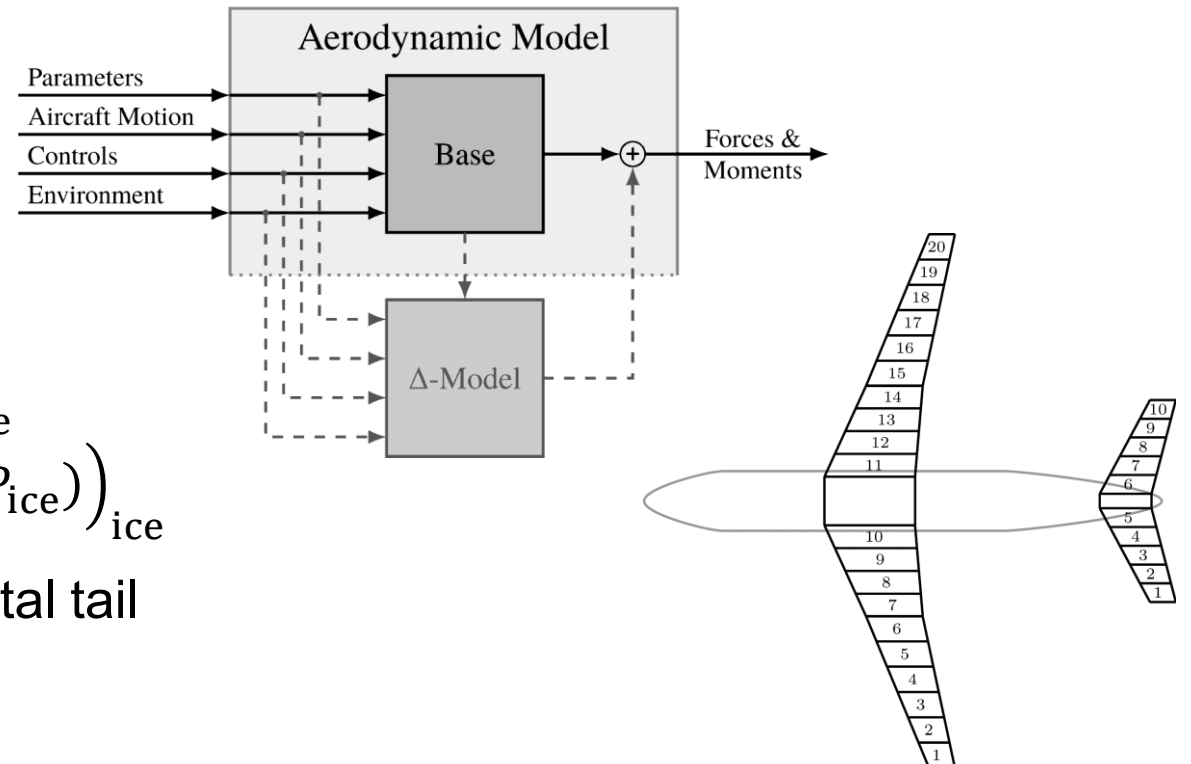 Aerodynamic Model
Parameters
Aircraft Motion
Controls
Environment
Base
+
Forces &
Moments
Δ-Model
ice))
ice
tal tail
20
19
18
17
16
15
14
13
12
11
10
9
8
7
6
5
4
3
2
1
10
9
8
7
6
5
4
3
2
1